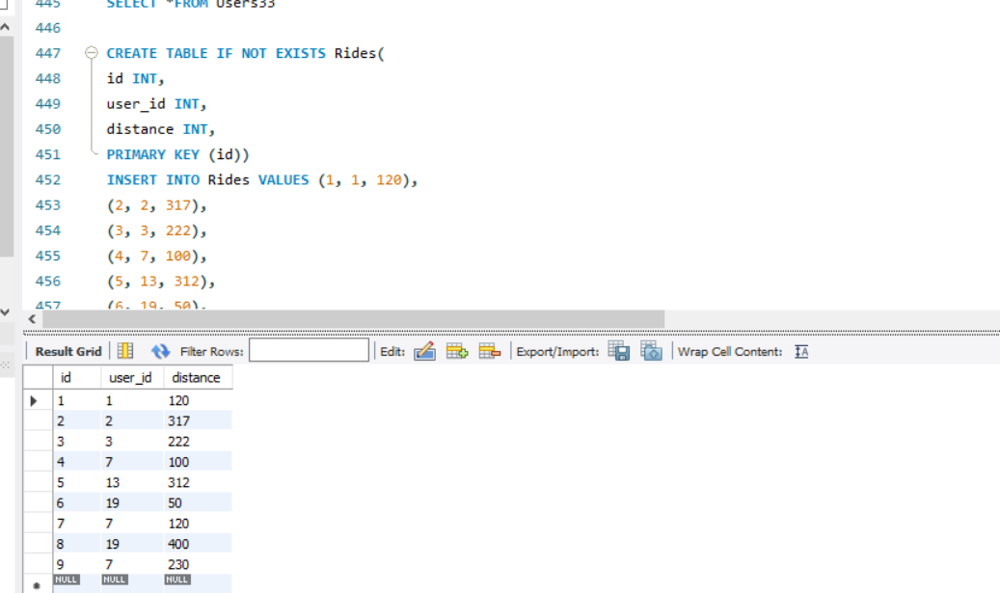 445 SELECT *FROM Users33
446
447 CREATE TABLE IF NOT EXISTS Rides(
448 id INT,
449 user_id INT,
450 distance INT,
451 PRIMARY KEY (id))
452 INSERT INTO Rides VALUES (1, 1, 120),
453 (2, 2, 317),
454 (3, 3, 222),
455 (4, 7, 100),
456 (5, 13, 312),
457 (6, 19, 50),
Result Grid Filter Rows: Edit: Export/Import: Wrap Cell Content:
id user_id distance
1 1 120
2 2 317
3 3 222
4 7 100
5 13 312
6 19 50
7 7 120
8 19 400
9 7 230
NULL NULL NULL